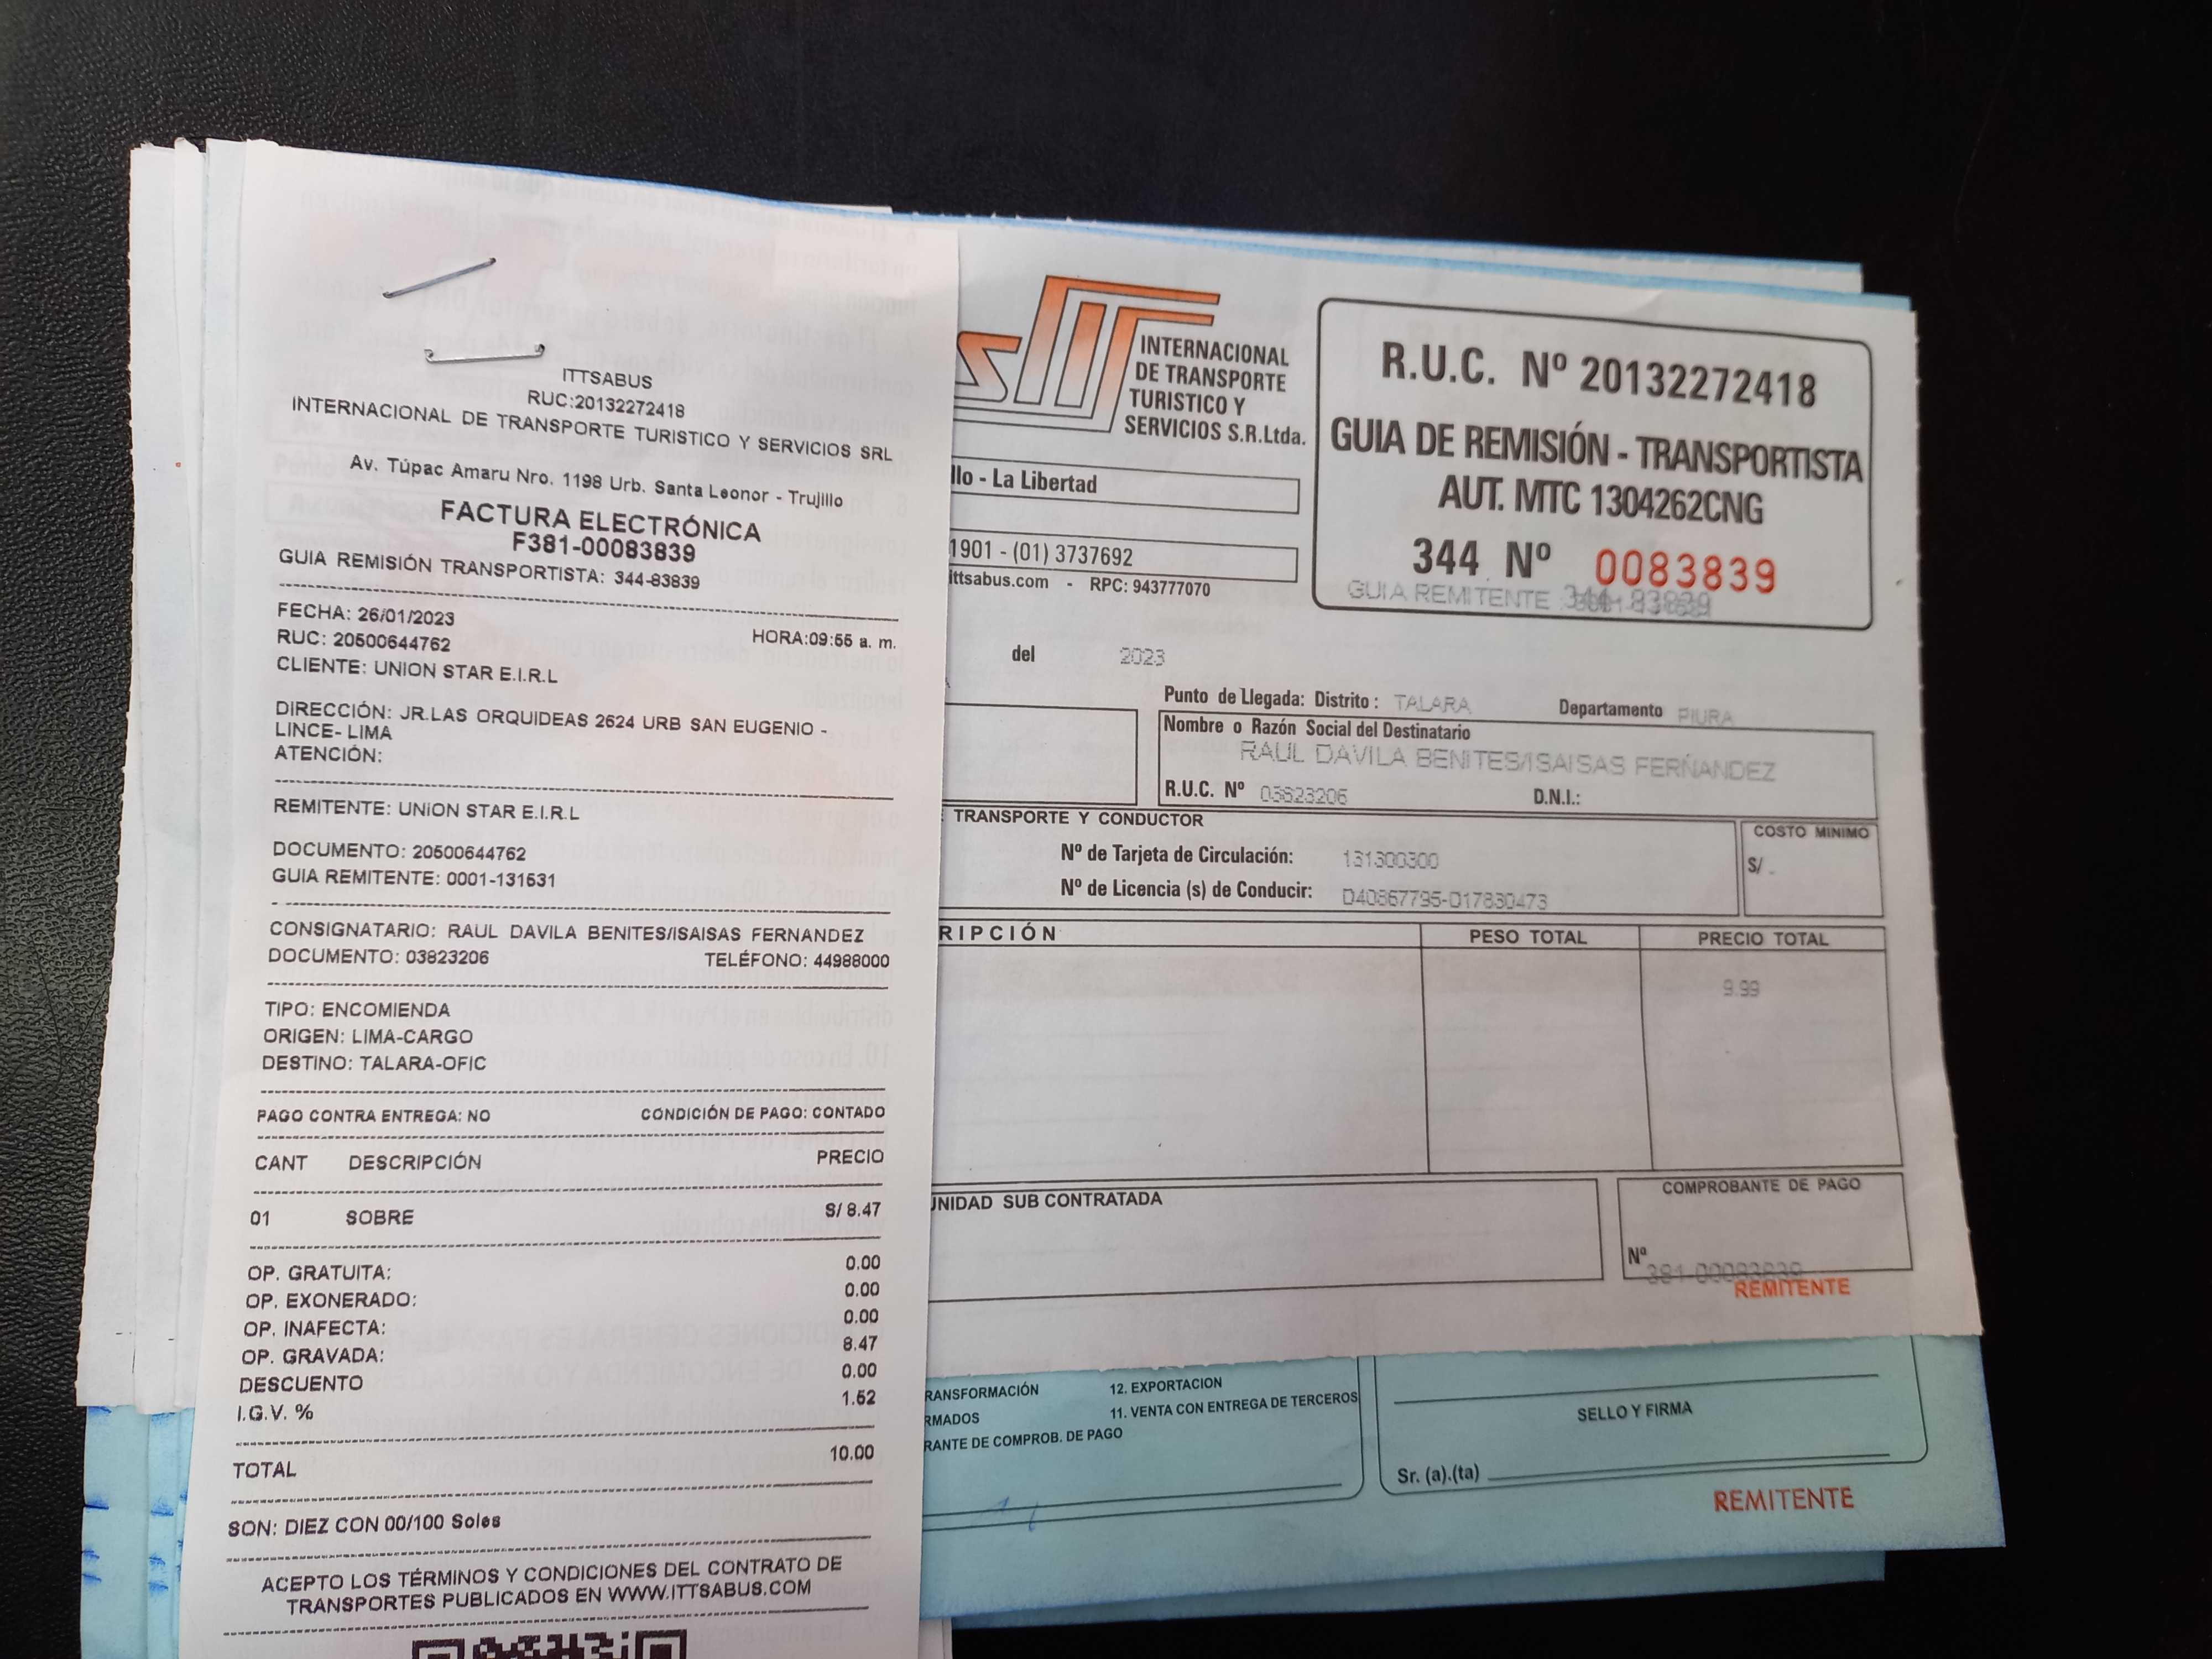 ITTSABUS
RUC:20132272418
INTERNACIONAL DE TRANSPORTE TURISTICO Y SERVICIOS SRL
Av. Túpac Amaru Nro. 1198 Urb. Santa Leonor - Trujillo
FACTURA ELECTRÓNICA
F381-00083839
GUIA REMISIÓN TRANSPORTISTA: 344-83839
FECHA: 26/01/2023
HORA:09:55 a. m.
RUC: 20500644762
CLIENTE: UNION STAR E.I.R.L
DIRECCIÓN: JR.LAS ORQUIDEAS 2624 URB SAN EUGENIO -
LINCE- LIMA
ATENCIÓN:
REMITENTE: UNION STAR E.I.R.L
DOCUMENTO: 20500644762
GUIA REMITENTE: 0001-131531
CONSIGNATARIO: RAUL DAVILA BENITES/ISAISAS FERNANDEZ
DOCUMENTO: 03823206 TELÉFONO: 44988000
TIPO: ENCOMIENDA
ORIGEN: LIMA-CARGO
DESTINO: TALARA-OFIC
PAGO CONTRA ENTREGA: NO CONDICIÓN DE PAGO: CONTADO
CANT DESCRIPCIÓN PRECIO
01 SOBRE S/ 8.47
OP. GRATUITA: 0.00
OP. EXONERADO: 0.00
OP. INAFECTA: 0.00
OP. GRAVADA: 8.47
DESCUENTO 0.00
I.G.V. % 1.52
TOTAL 10.00
SON: DIEZ CON 00/100 Soles
ACEPTO LOS TÉRMINOS Y CONDICIONES DEL CONTRATO DE
TRANSPORTES PUBLICADOS EN WWW.ITTSABUS.COM
INTERNACIONAL
DE TRANSPORTE
TURISTICO Y
SERVICIOS S.R.Ltda.
llo - La Libertad
1901 - (01) 3737692
ittsabus.com - RPC: 943777070
R.U.C. Nº 20132272418
GUIA DE REMISIÓN - TRANSPORTISTA
AUT. MTC 1304262CNG
344 Nº 0083839
GUIA REMITENTE
del 2023
Punto de Llegada: Distrito : TALARA Departamento PIURA
Nombre o Razón Social del Destinatario
RAUL DAVILA BENITES/ISAISAS FERNANDEZ
R.U.C. Nº 03823206 D.N.I.:
TRANSPORTE Y CONDUCTOR
Nº de Tarjeta de Circulación: 151300300
Nº de Licencia (s) de Conducir: D40867795-D17830473
COSTO MINIMO
S/ .
RIPCIÓN PESO TOTAL PRECIO TOTAL
9.99
UNIDAD SUB CONTRATADA
COMPROBANTE DE PAGO
Nº 381-00083839
REMITENTE
RANSFORMACIÓN 12. EXPORTACION
RMADOS 11. VENTA CON ENTREGA DE TERCEROS
RANTE DE COMPROB. DE PAGO
SELLO Y FIRMA
Sr. (a).(ta)
REMITENTE